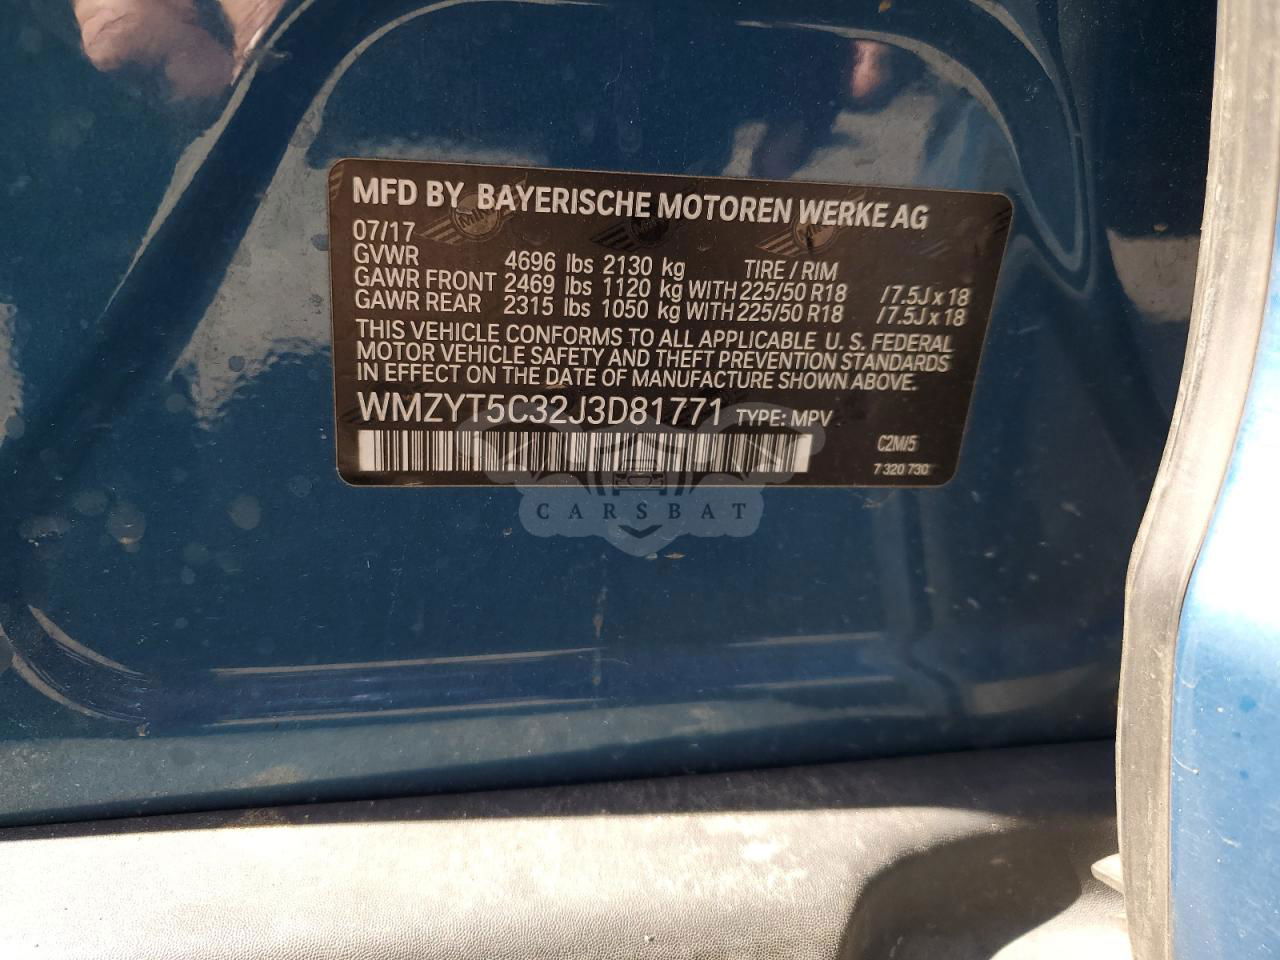 MFD BY BAYERISCHE MOTOREN WERKE AG
07/17
GVWR 4696 lbs 2130 kg TIRE / RIM
GAWR FRONT 2469 lbs 1120 kg WITH 225/50 R18 /7.5J x 18
GAWR REAR 2315 lbs 1050 kg WITH 225/50 R18 /7.5J x 18
THIS VEHICLE CONFORMS TO ALL APPLICABLE U. S. FEDERAL
MOTOR VEHICLE SAFETY AND THEFT PREVENTION STANDARDS
IN EFFECT ON THE DATE OF MANUFACTURE SHOWN ABOVE.
WMZYT5C32J3D81771 TYPE: MPV
C2M/5
7 320 730
CARSBAT